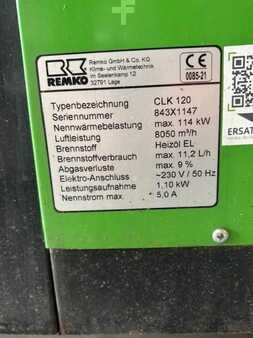 REMKO
Remko GmbH & Co. KG
Klima- und Wärmetechnik
Im Seelenkamp 12
32791 Lage
CE
0085-21
Typenbezeichnung CLK 120
Seriennummer 843X1147
Nennwärmebelastung max. 114 kW
Luftleistung 8050 m³/h
Brennstoff Heizöl EL
Brennstoffverbrauch max. 11,2 L/h
Abgasverluste max. 9 %
Elektro-Anschluss ~230 V / 50 Hz
Leistungsaufnahme 1,10 kW
Nennstrom max. 5,0 A
ERSAT